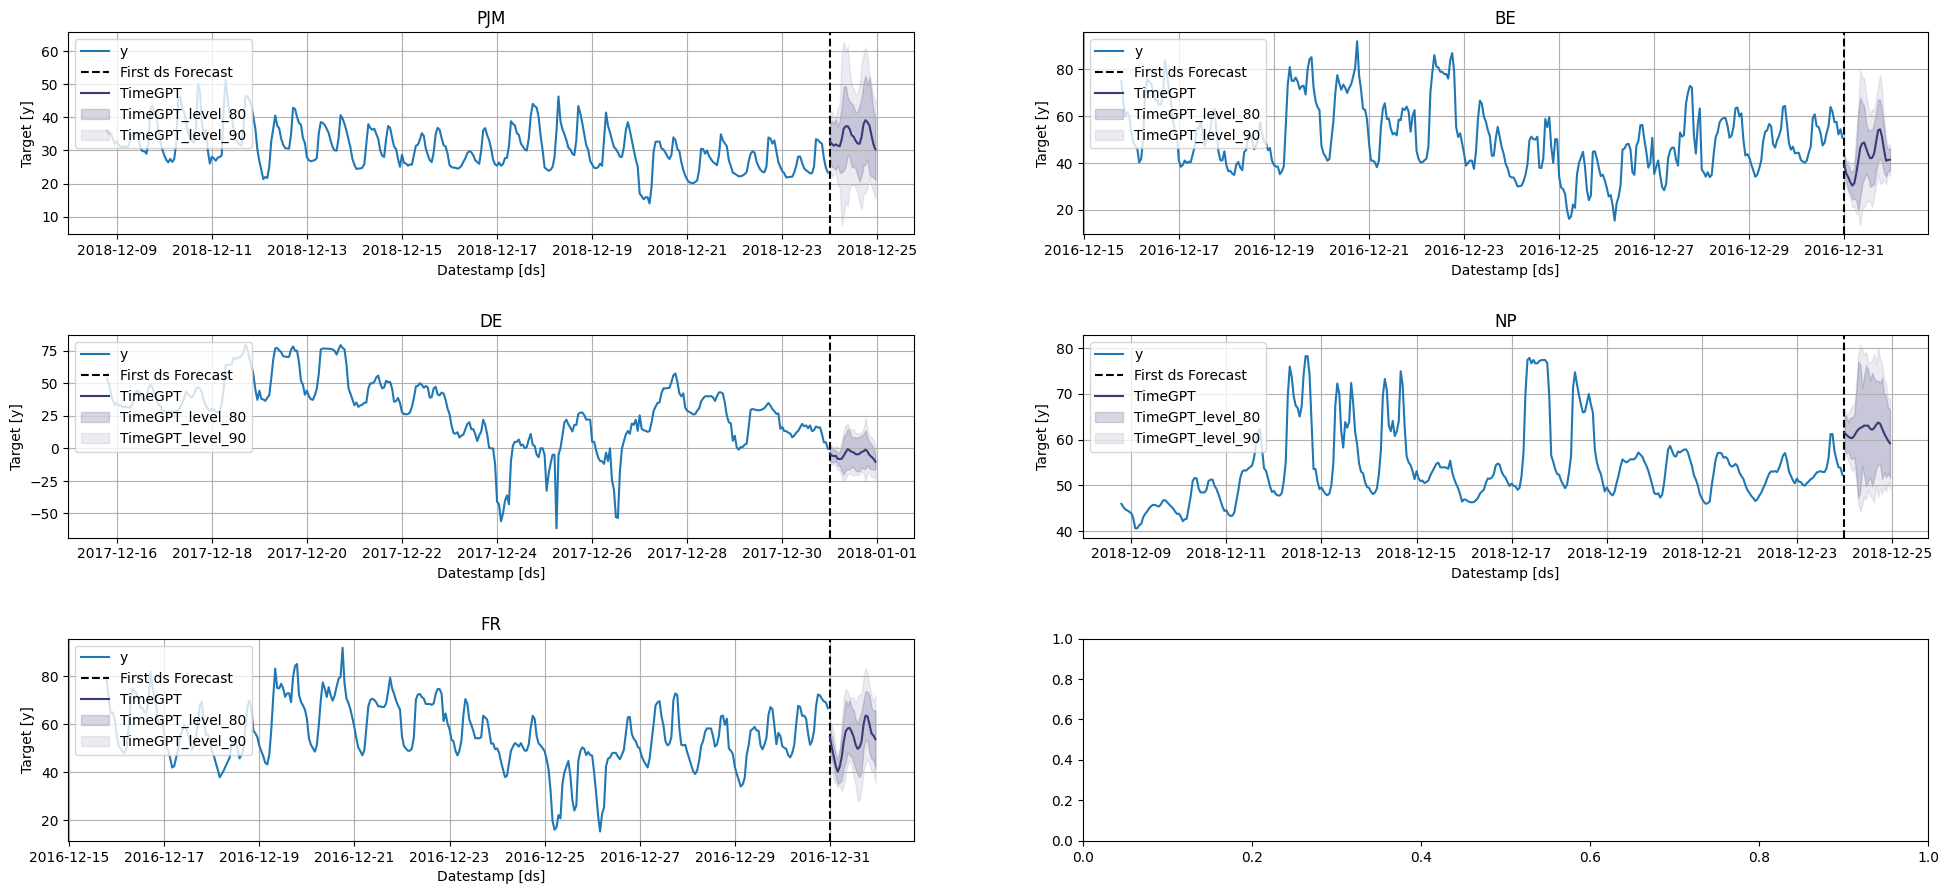 PJM
y
First ds Forecast
TimeGPT
TimeGPT_level_80
TimeGPT_level_90
Target [y]
60
50
40
30
20
10
2018-12-09 2018-12-11 2018-12-13 2018-12-15 2018-12-17 2018-12-19 2018-12-21 2018-12-23 2018-12-25
Datestamp [ds]
BE
y
First ds Forecast
TimeGPT
TimeGPT_level_80
TimeGPT_level_90
Target [y]
80
60
40
20
2016-12-15 2016-12-17 2016-12-19 2016-12-21 2016-12-23 2016-12-25 2016-12-27 2016-12-29 2016-12-31
Datestamp [ds]
DE
y
First ds Forecast
TimeGPT
TimeGPT_level_80
TimeGPT_level_90
Target [y]
75
50
25
0
−25
−50
2017-12-16 2017-12-18 2017-12-20 2017-12-22 2017-12-24 2017-12-26 2017-12-28 2017-12-30 2018-01-01
Datestamp [ds]
NP
y
First ds Forecast
TimeGPT
TimeGPT_level_80
TimeGPT_level_90
Target [y]
80
70
60
50
40
2018-12-09 2018-12-11 2018-12-13 2018-12-15 2018-12-17 2018-12-19 2018-12-21 2018-12-23 2018-12-25
Datestamp [ds]
FR
y
First ds Forecast
TimeGPT
TimeGPT_level_80
TimeGPT_level_90
Target [y]
80
60
40
20
2016-12-15 2016-12-17 2016-12-19 2016-12-21 2016-12-23 2016-12-25 2016-12-27 2016-12-29 2016-12-31
Datestamp [ds]
1.0
0.8
0.6
0.4
0.2
0.0
0.0 0.2 0.4 0.6 0.8 1.0